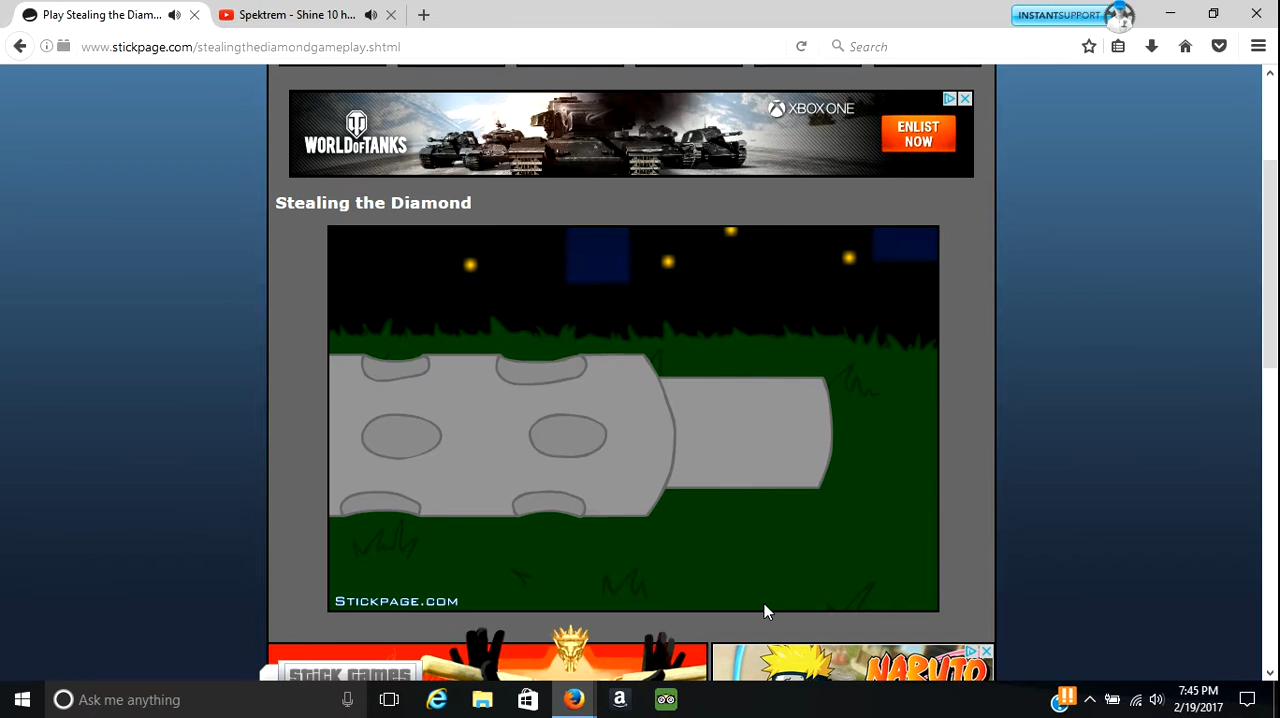 Play Stealing the Diam...
Spektrem - Shine 10 h...
INSTANTSUPPORT
www.stickpage.com/stealingthediamondgameplay.shtml
Search
WORLD OF TANKS
XBOX ONE
ENLIST
NOW
Stealing the Diamond
STICKPAGE.COM
STICK GAMES
NARUTO
Ask me anything
7:45 PM
2/19/2017